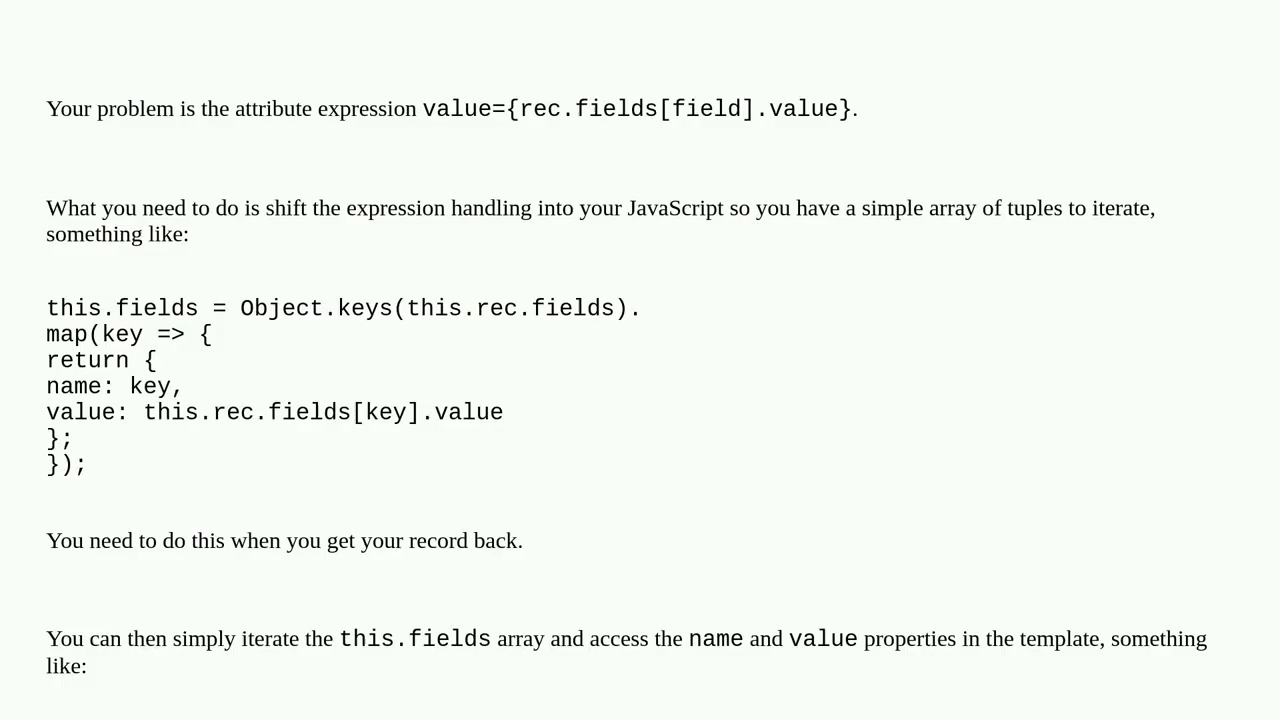 Your problem is the attribute expression value={rec.fields[field].value}.
What you need to do is shift the expression handling into your JavaScript so you have a simple array of tuples to iterate,
something like:
this.fields = Object.keys(this.rec.fields).
map(key => {
return {
name: key,
value: this.rec.fields[key].value
};
});
You need to do this when you get your record back.
You can then simply iterate the this.fields array and access the name and value properties in the template, something
like: